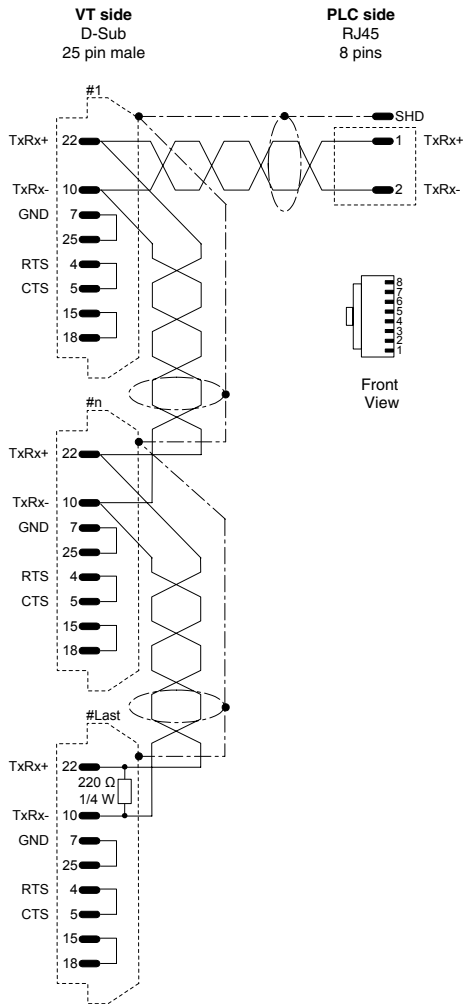 VT side
D-Sub
25 pin male
PLC side
RJ45
8 pins
#1
SHD
TxRx+ 22
1 TxRx+
TxRx- 10
2 TxRx-
GND 7
25
RTS 4
CTS 5
15
18
8
7
6
5
4
3
2
1
Front
View
#n
TxRx+ 22
TxRx- 10
GND 7
25
RTS 4
CTS 5
15
18
#Last
TxRx+ 22
220 Ω
1/4 W
TxRx- 10
GND 7
25
RTS 4
CTS 5
15
18